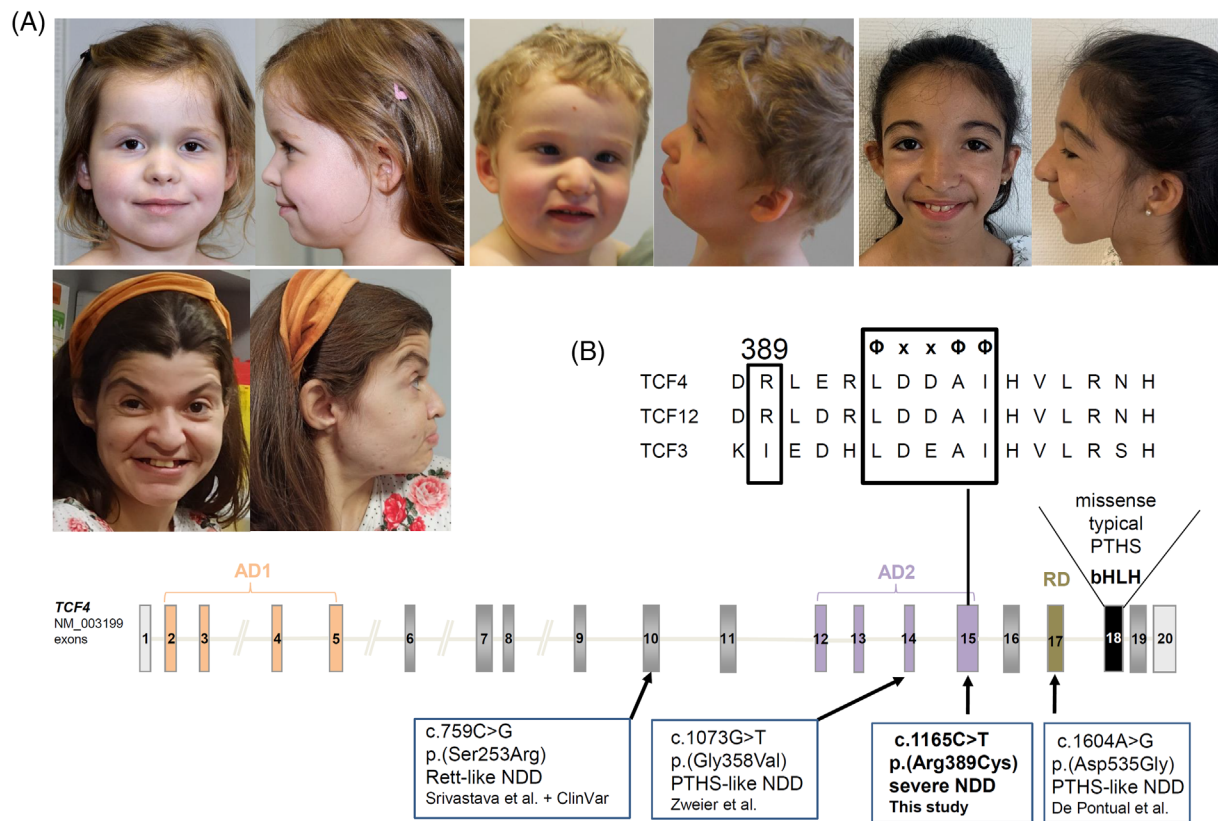 (A)
(B)
389
Φ x x Φ Φ
TCF4 D R L E R L D D A I H V L R N H
TCF12 D R L D R L D D A I H V L R N H
TCF3 K I E D H L D E A I H V L R S H
missense
typical
PTHS
bHLH
AD1
AD2
RD
TCF4
NM_003199
exons
1 2 3 4 5 6 7 8 9 10 11 12 13 14 15 16 17 18 19 20
c.759C>G
p.(Ser253Arg)
Rett-like NDD
Srivastava et al. + ClinVar
c.1073G>T
p.(Gly358Val)
PTHS-like NDD
Zweier et al.
c.1165C>T
p.(Arg389Cys)
severe NDD
This study
c.1604A>G
p.(Asp535Gly)
PTHS-like NDD
De Pontual et al.